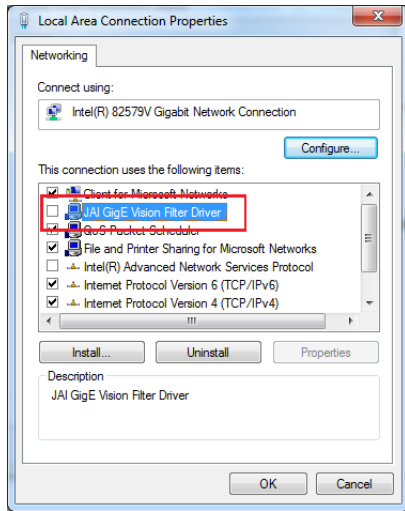 Local Area Connection Properties
Networking
Connect using:
Intel(R) 82579V Gigabit Network Connection
Configure...
This connection uses the following items:
Client for Microsoft Networks
JAI GigE Vision Filter Driver
QoS Packet Scheduler
File and Printer Sharing for Microsoft Networks
Intel(R) Advanced Network Services Protocol
Internet Protocol Version 6 (TCP/IPv6)
Internet Protocol Version 4 (TCP/IPv4)
Install... Uninstall Properties
Description
JAI GigE Vision Filter Driver
OK Cancel